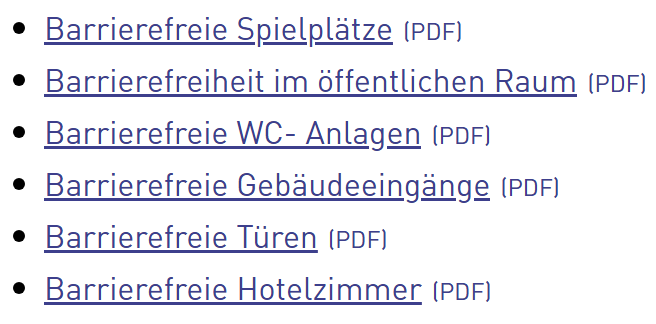 Barrierefreie Spielplätze (PDF)
Barrierefreiheit im öffentlichen Raum (PDF)
Barrierefreie WC- Anlagen (PDF)
Barrierefreie Gebäudeeingänge (PDF)
Barrierefreie Türen (PDF)
Barrierefreie Hotelzimmer (PDF)